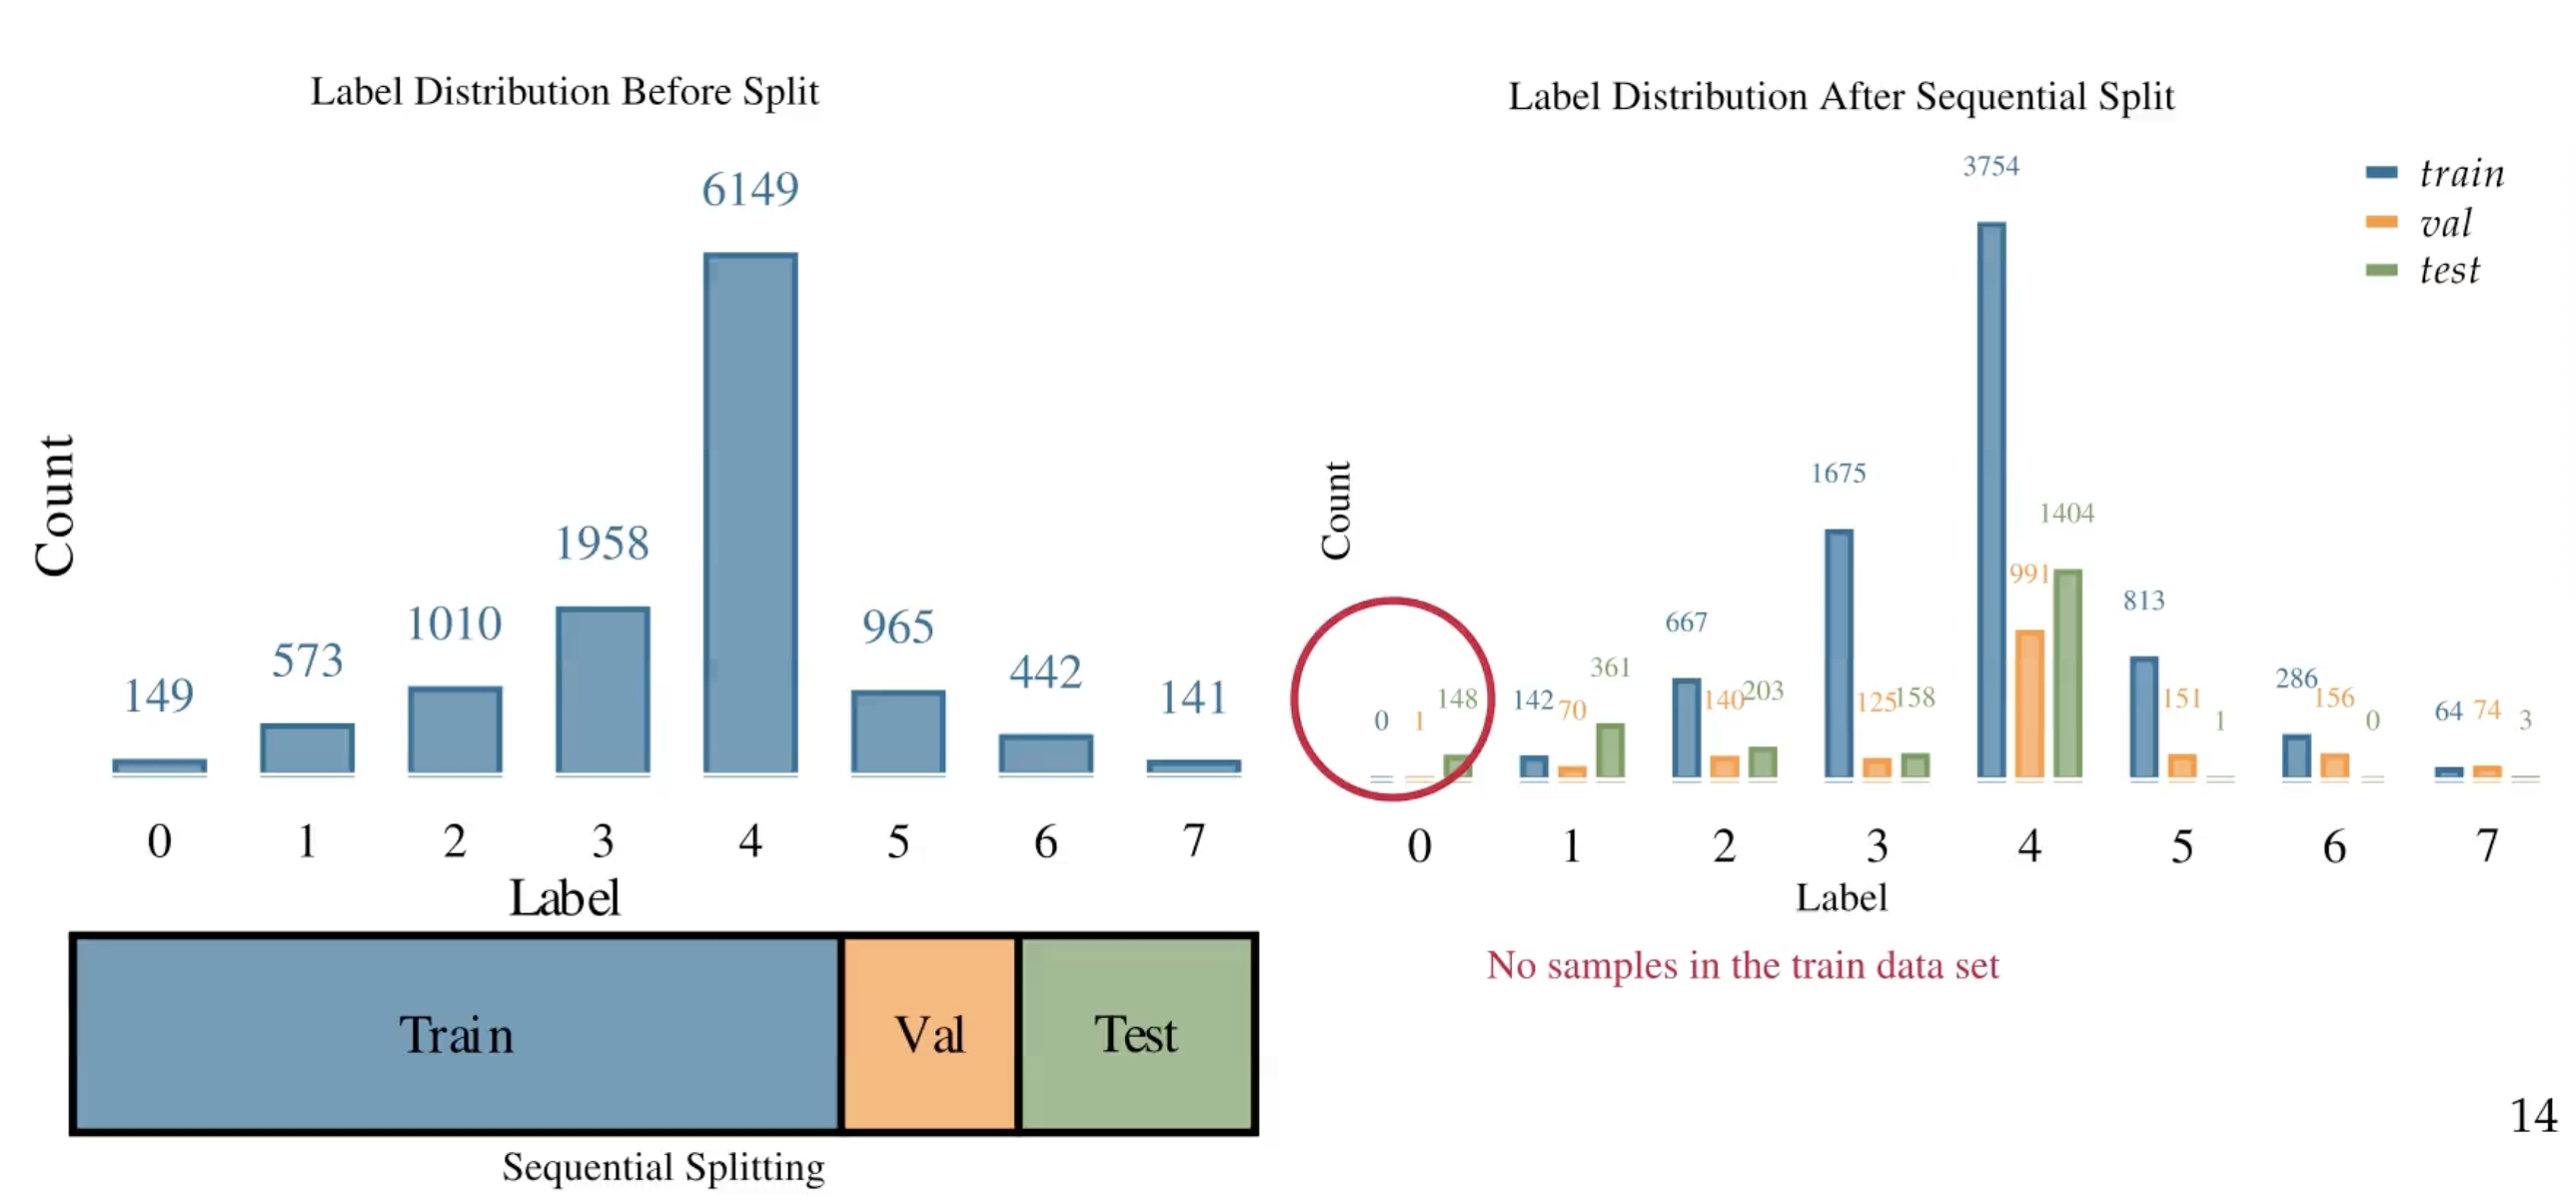 Label Distribution Before Split
6149
1958
1010
965
573
442
149
141
Count
0 1 2 3 4 5 6 7
Label
Train Val Test
Sequential Splitting
Label Distribution After Sequential Split
train
val
test
Count
0 1 148
142 70 361
667 140 203
1675 125 158
3754 991 1404
813 151 1
286 156 0
64 74 3
0 1 2 3 4 5 6 7
Label
No samples in the train data set
14